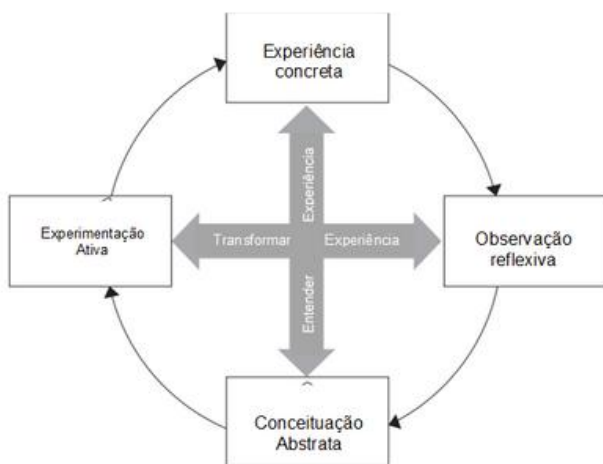 Experiência
concreta
Experiência
Experimentação
Ativa
Transformar
Experiência
Observação
reflexiva
Entender
Conceituação
Abstrata